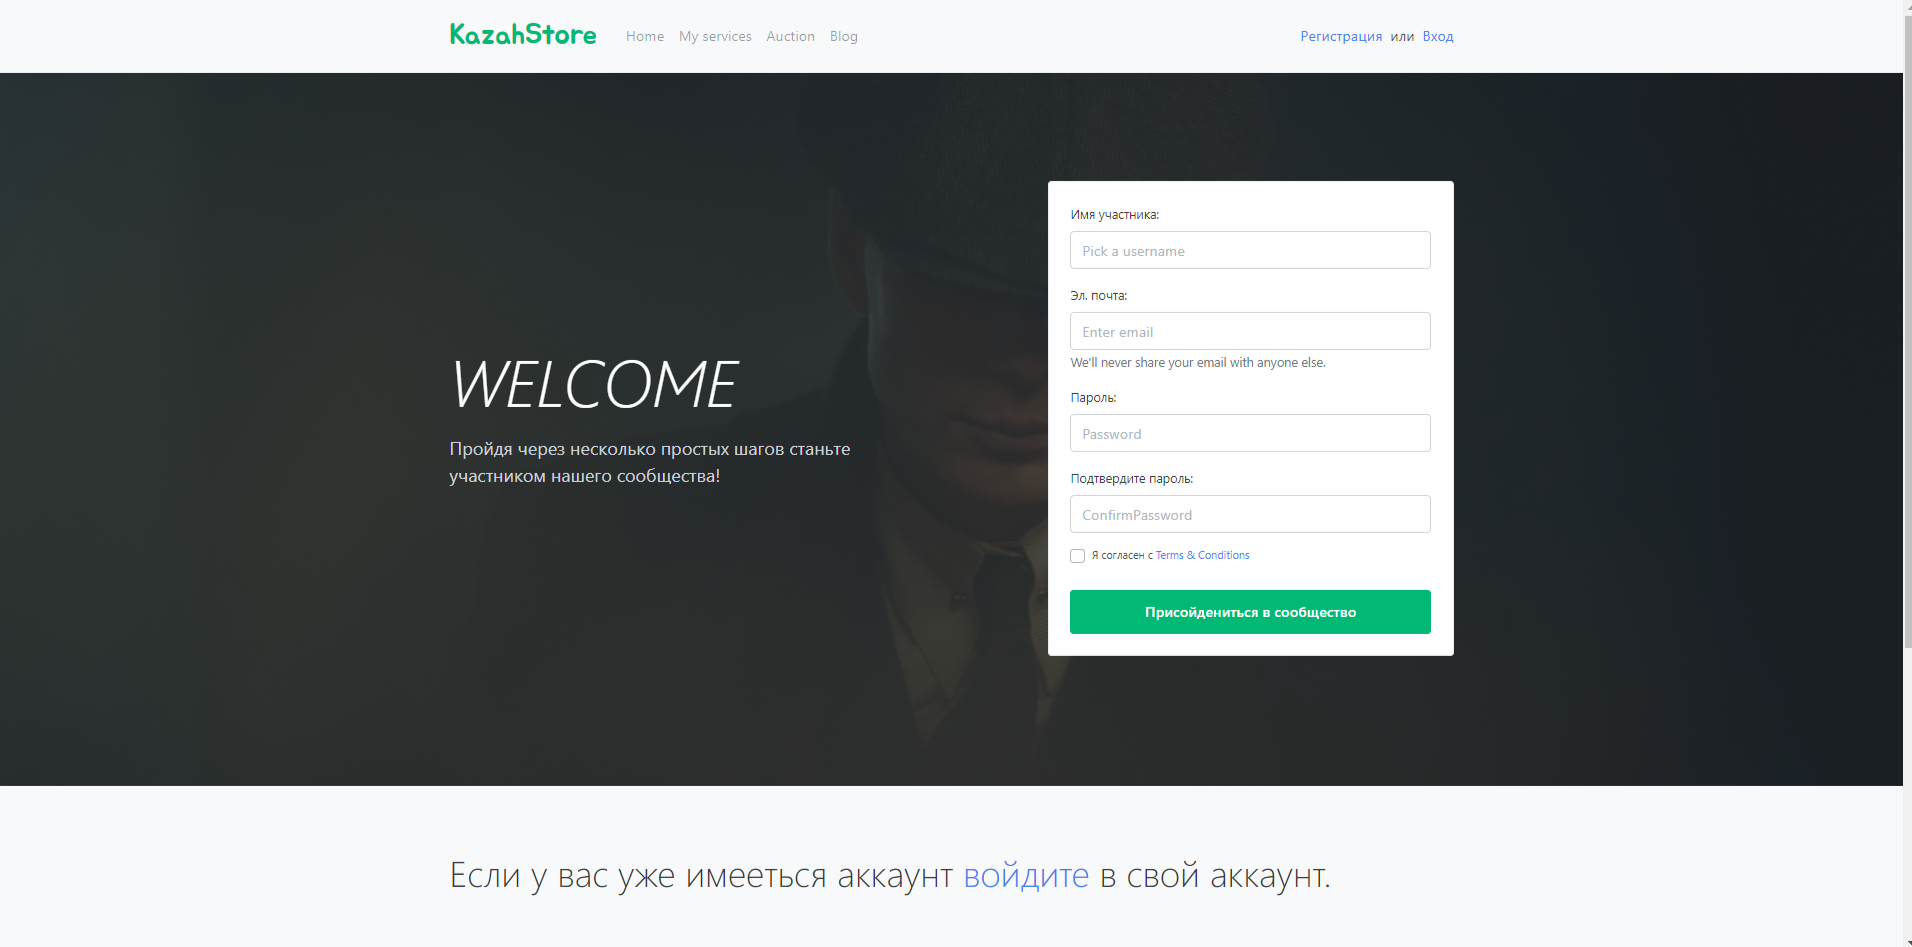 KazahStore Home My services Auction Blog Регистрация или Вход
WELCOME
Пройдя через несколько простых шагов станьте
участником нашего сообщества!
Имя участника:
Pick a username
Эл. почта:
Enter email
We'll never share your email with anyone else.
Пароль:
Password
Подтвердите пароль:
ConfirmPassword
Я согласен с Terms & Conditions
Присойдениться в сообщество
Если у вас уже имееться аккаунт войдите в свой аккаунт.